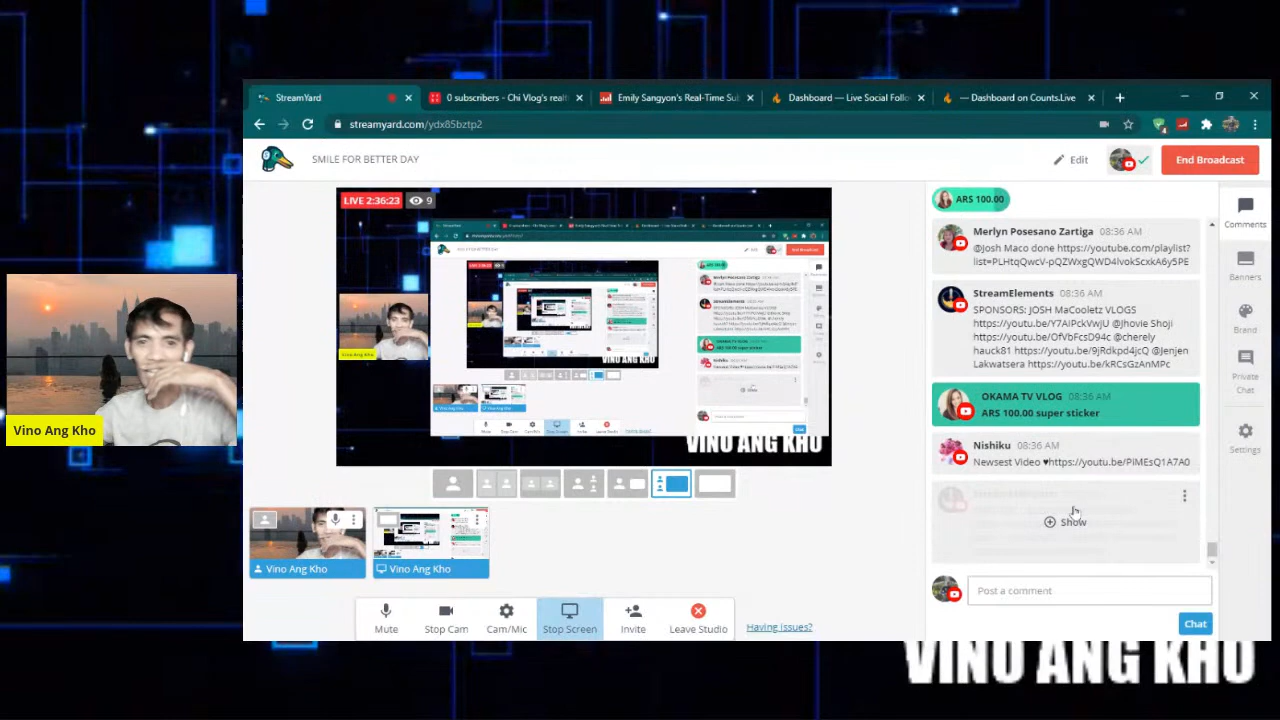 StreamYard
0 subscribers - Chi Vlog's realt
Emily Sangyon's Real-Time Su
Dashboard — Live Social Follo
— Dashboard on Counts.Live
streamyard.com/ydx85bztp2
SMILE FOR BETTER DAY
Edit
End Broadcast
LIVE 2:36:23
9
ARS 100.00
Merlyn Posesano Zartiga 08:36 AM
@Josh Maco done https://youtube.com/playlist?
StreamElements 08:36 AM
SPONSORS: JOSH MaCooletz VLOGS
https://youtu.be/Y7AiPckVwjU @jhovie Shoji
https://youtu.be/OfVbFcsD94c @cherely
hauck81 https://youtu.be/9jRdkpd4jcQ @Jenjen
Lakwatsera https://youtu.be/kRCsGzAnMPc
OKAMA TV VLOG 08:36 AM
ARS 100.00 super sticker
Nishiku 08:36 AM
Newsest Video ♥https://youtu.be/PlMEsQ1A7A0
Show
Post a comment
Chat
Comments
Banners
Brand
Private
Chat
Settings
Vino Ang Kho
Vino Ang Kho
VINO ANG KHO
Vino Ang Kho
Vino Ang Kho
Mute
Stop Cam
Cam/Mic
Stop Screen
Invite
Leave Studio
Having issues?
VINO ANG KHO